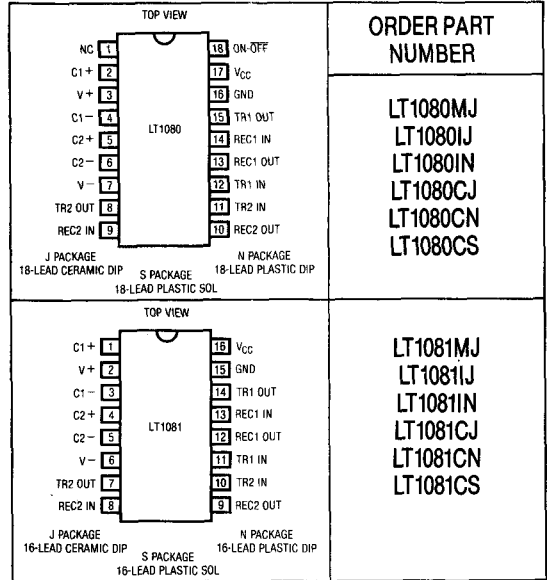 TOP VIEW
NC 1
C1+ 2
V+ 3
C1− 4
C2+ 5
C2− 6
V− 7
TR2 OUT 8
REC2 IN 9
LT1080
18 ON-OFF
17 VCC
16 GND
15 TR1 OUT
14 REC1 IN
13 REC1 OUT
12 TR1 IN
11 TR2 IN
10 REC2 OUT
J PACKAGE
18-LEAD CERAMIC DIP
S PACKAGE
18-LEAD PLASTIC SOL
N PACKAGE
18-LEAD PLASTIC DIP
ORDER PART
NUMBER
LT1080MJ
LT1080IJ
LT1080IN
LT1080CJ
LT1080CN
LT1080CS
TOP VIEW
C1+ 1
V+ 2
C1− 3
C2+ 4
C2− 5
V− 6
TR2 OUT 7
REC2 IN 8
LT1081
16 VCC
15 GND
14 TR1 OUT
13 REC1 IN
12 REC1 OUT
11 TR1 IN
10 TR2 IN
9 REC2 OUT
J PACKAGE
16-LEAD CERAMIC DIP
S PACKAGE
16-LEAD PLASTIC SOL
N PACKAGE
16-LEAD PLASTIC DIP
LT1081MJ
LT1081IJ
LT1081IN
LT1081CJ
LT1081CN
LT1081CS